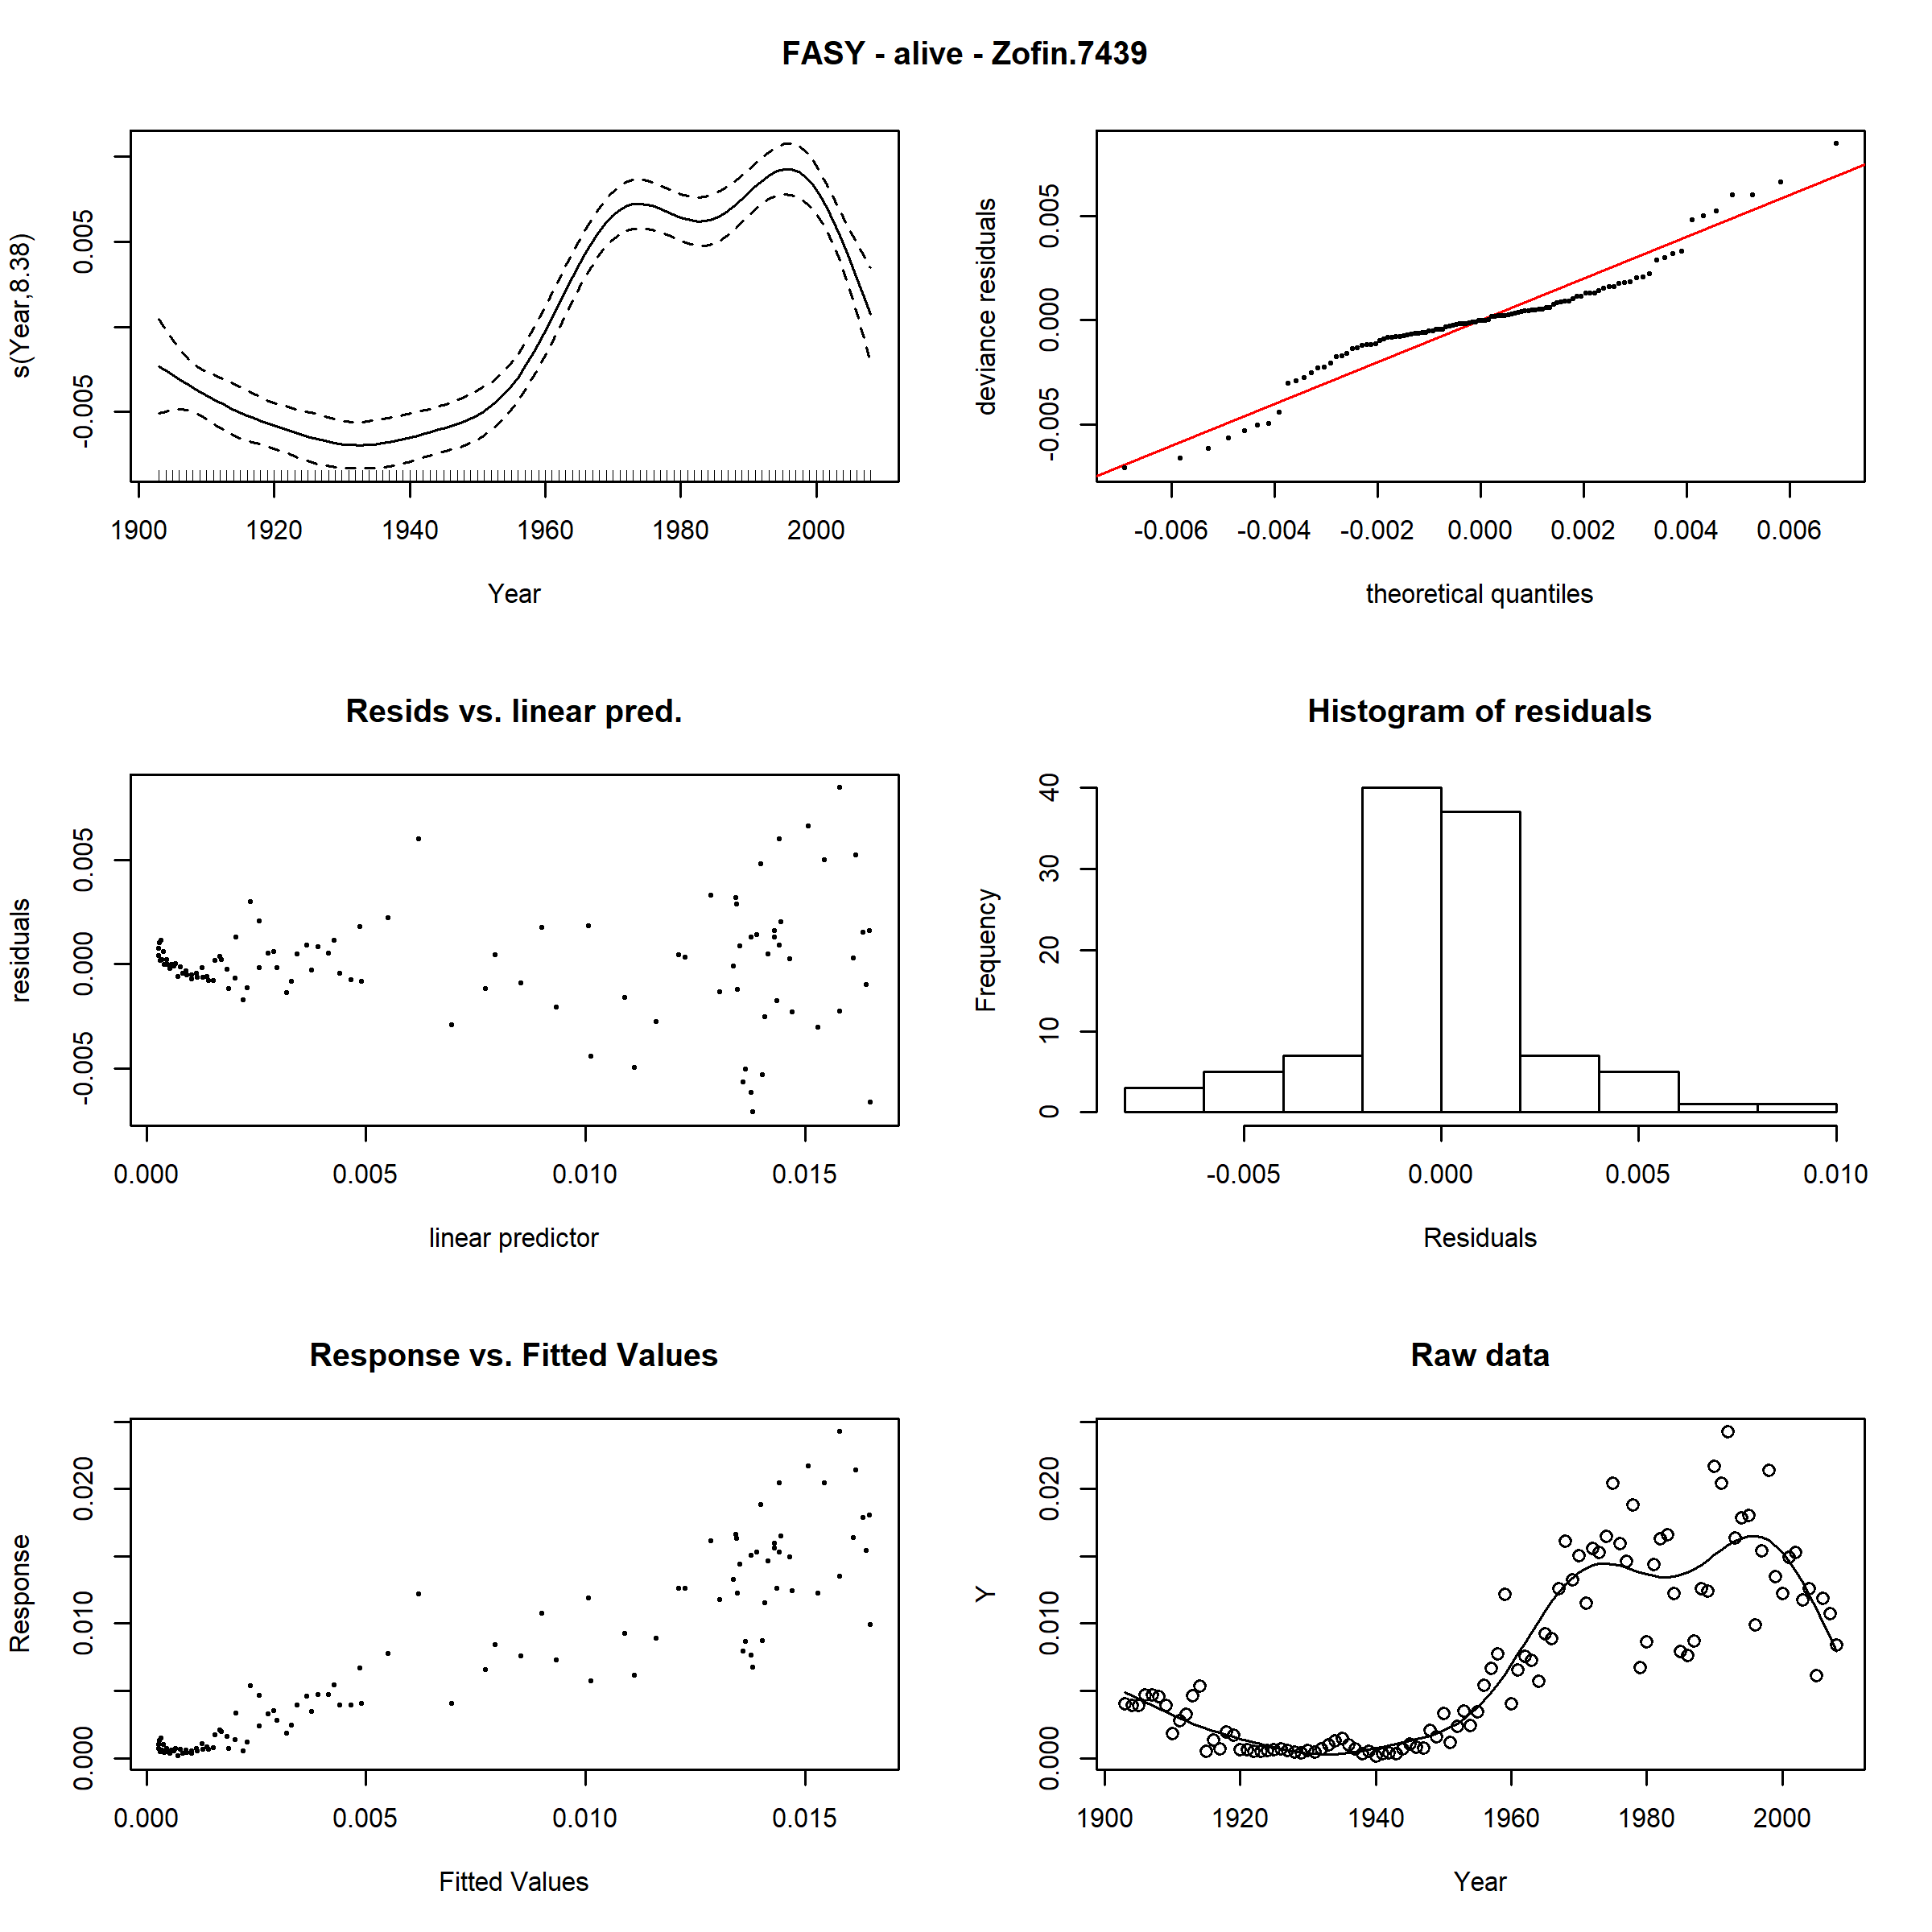 FASY - alive - Zofin.7439
s(Year,8.38)
0.005
-0.005
1900 1920 1940 1960 1980 2000
Year
deviance residuals
0.005
0.000
-0.005
-0.006 -0.004 -0.002 0.000 0.002 0.004 0.006
theoretical quantiles
Resids vs. linear pred.
residuals
0.005
0.000
-0.005
0.000 0.005 0.010 0.015
linear predictor
Histogram of residuals
Frequency
40
30
20
10
0
-0.005 0.000 0.005 0.010
Residuals
Response vs. Fitted Values
Response
0.020
0.010
0.000
0.000 0.005 0.010 0.015
Fitted Values
Raw data
Y
0.020
0.010
0.000
1900 1920 1940 1960 1980 2000
Year